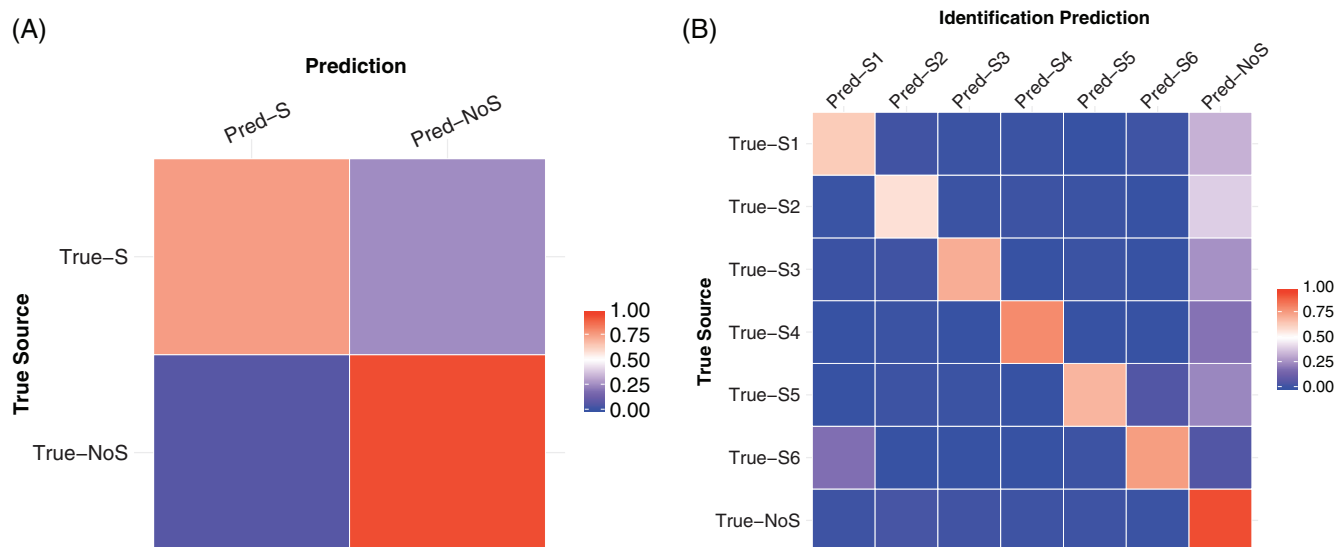 (A)
Prediction
Pred−S
Pred−NoS
True−S
True−NoS
True Source
1.00
0.75
0.50
0.25
0.00
(B)
Identification Prediction
Pred−S1
Pred−S2
Pred−S3
Pred−S4
Pred−S5
Pred−S6
Pred−NoS
True−S1
True−S2
True−S3
True−S4
True−S5
True−S6
True−NoS
True Source
1.00
0.75
0.50
0.25
0.00